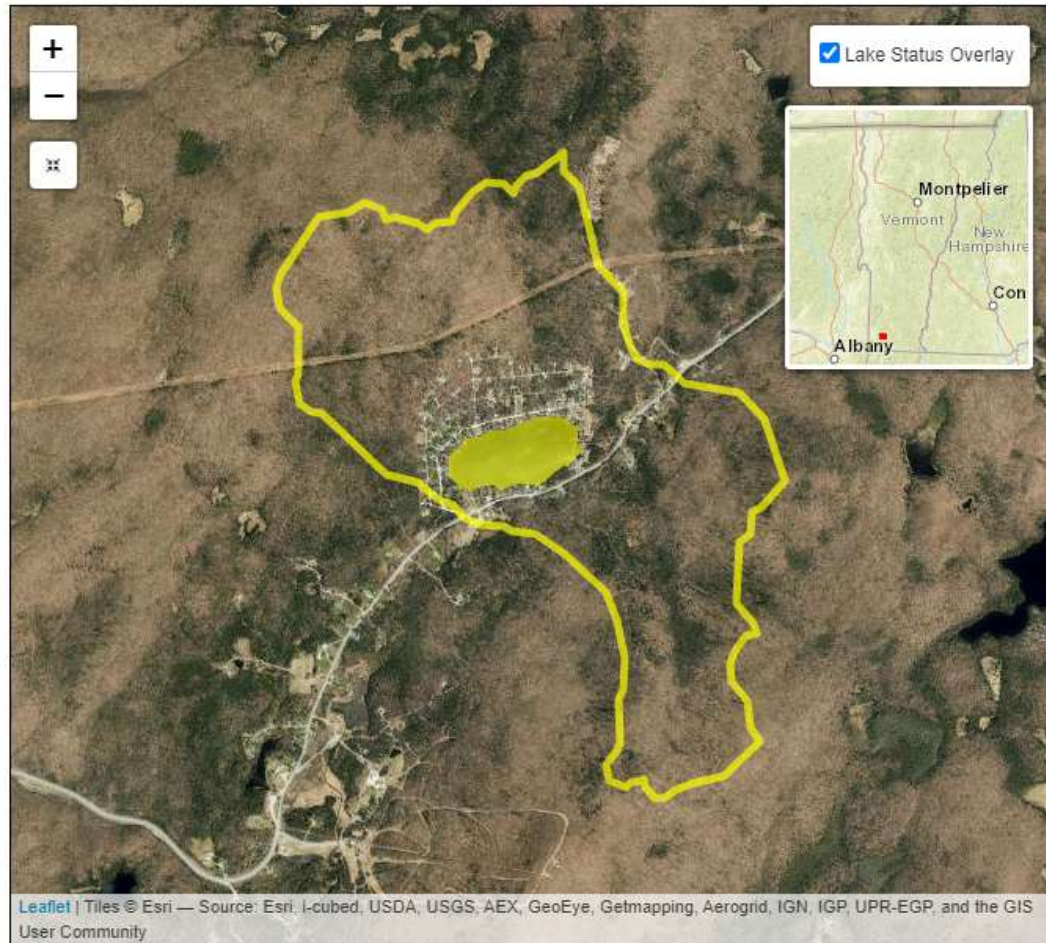 +
−
Lake Status Overlay
Montpelier
Vermont
New
Hampshire
Con
Albany
Leaflet | Tiles © Esri — Source: Esri, i-cubed, USDA, USGS, AEX, GeoEye, Getmapping, Aerogrid, IGN, IGP, UPR-EGP, and the GIS
User Community